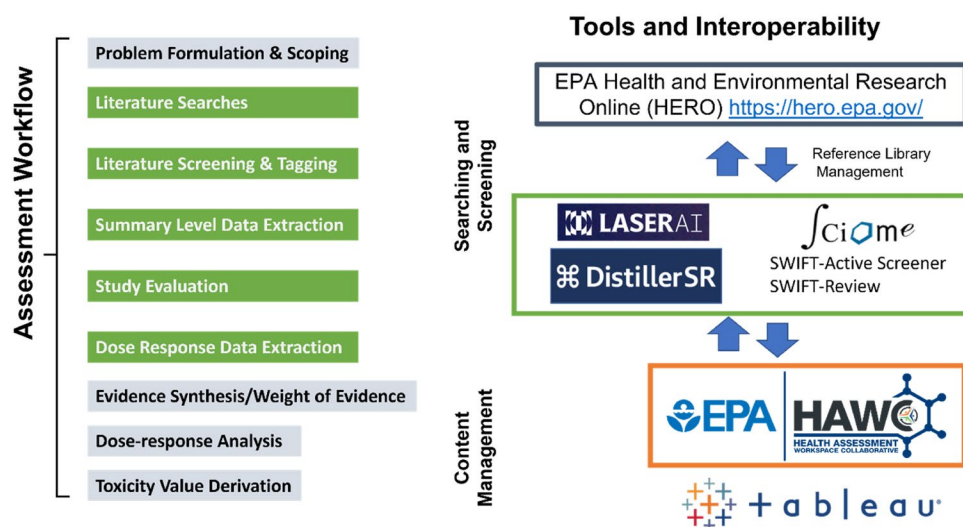 Assessment Workflow
Problem Formulation & Scoping
Literature Searches
Literature Screening & Tagging
Summary Level Data Extraction
Study Evaluation
Dose Response Data Extraction
Evidence Synthesis/Weight of Evidence
Dose-response Analysis
Toxicity Value Derivation
Tools and Interoperability
Searching and
Screening
EPA Health and Environmental Research
Online (HERO) https://hero.epa.gov/
Reference Library
Management
LASERAI
DistillerSR
Sciome
SWIFT-Active Screener
SWIFT-Review
Content
Management
EPA
HAWC
HEALTH ASSESSMENT
WORKSPACE COLLABORATIVE
+ableau